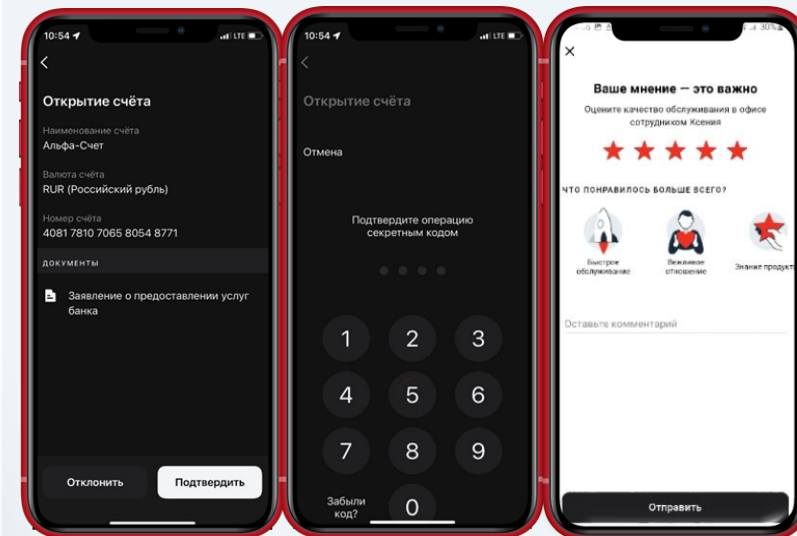 10:54
LTE
Открытие счёта
Наименование счёта
Альфа-Счет
Валюта счёта
RUR (Российский рубль)
Номер счёта
4081 7810 7065 8054 8771
ДОКУМЕНТЫ
Заявление о предоставлении услуг
банка
Отклонить
Подтвердить
10:54
LTE
Открытие счёта
Отмена
Подтвердите операцию
секретным кодом
1 2 3
4 5 6
7 8 9
Забыли
код?
0
30%
Ваше мнение — это важно
Оцените качество обслуживания в офисе
сотрудником Ксения
ЧТО ПОНРАВИЛОСЬ БОЛЬШЕ ВСЕГО?
Быстрое
обслуживание
Вежливое
отношение
Знание продукт
Оставьте комментарий
Отправить